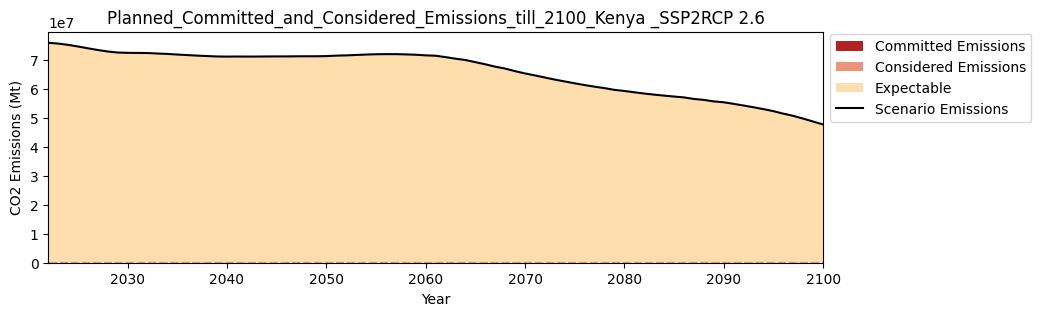 Planned_Committed_and_Considered_Emissions_till_2100_Kenya _SSP2RCP 2.6
1e7
7
6
5
4
3
2
1
0
CO2 Emissions (Mt)
2030 2040 2050 2060 2070 2080 2090 2100
Year
Committed Emissions
Considered Emissions
Expectable
Scenario Emissions